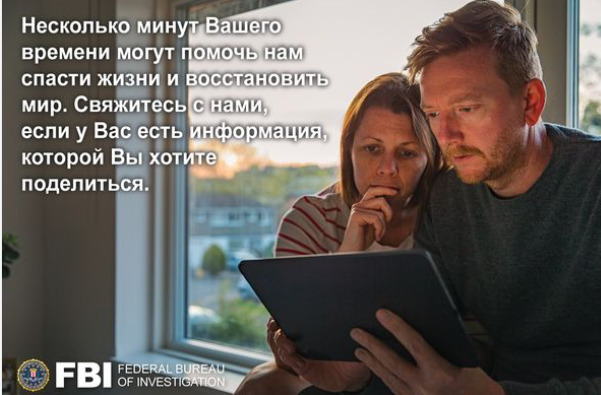 Несколько минут Вашего
времени могут помочь нам
спасти жизни и восстановить
мир. Свяжитесь с нами,
если у Вас есть информация,
которой Вы хотите
поделиться.
FBI FEDERAL BUREAU
OF INVESTIGATION